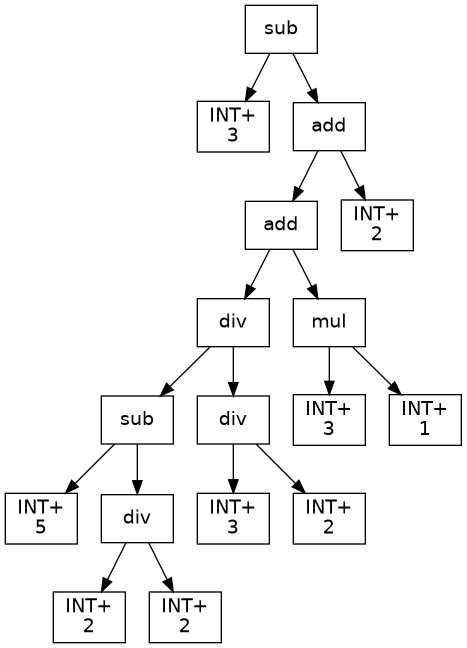 sub
INT+
3
add
add
INT+
2
div
mul
sub
div
INT+
3
INT+
1
INT+
5
div
INT+
3
INT+
2
INT+
2
INT+
2